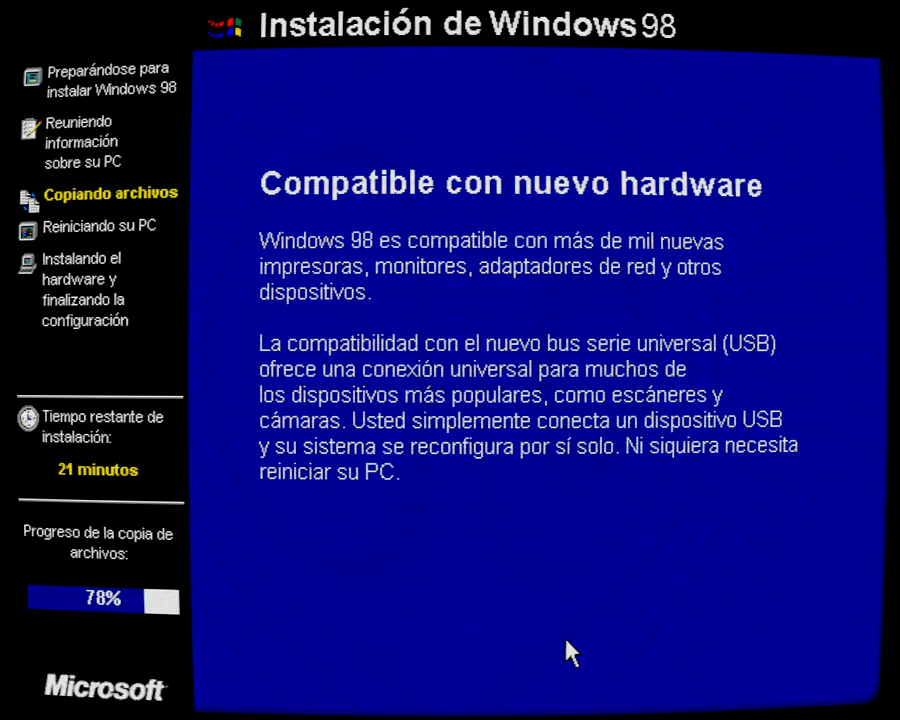 Instalación de Windows 98
Preparándose para
instalar Windows 98
Reuniendo
información
sobre su PC
Copiando archivos
Reiniciando su PC
Instalando el
hardware y
finalizando la
configuración
Tiempo restante de
instalación:
21 minutos
Progreso de la copia de
archivos:
78%
Microsoft
Compatible con nuevo hardware
Windows 98 es compatible con más de mil nuevas
impresoras, monitores, adaptadores de red y otros
dispositivos.
La compatibilidad con el nuevo bus serie universal (USB)
ofrece una conexión universal para muchos de
los dispositivos más populares, como escáneres y
cámaras. Usted simplemente conecta un dispositivo USB
y su sistema se reconfigura por sí solo. Ni siquiera necesita
reiniciar su PC.